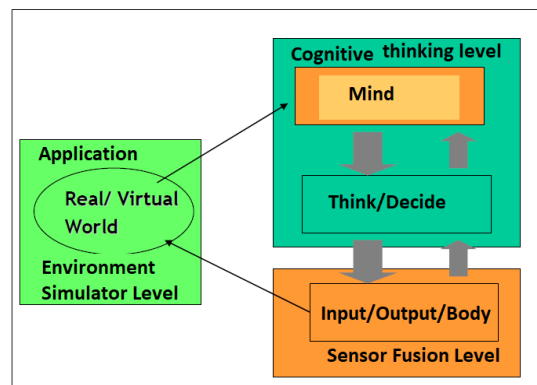 Cognitive thinking level
Mind
Think/Decide
Application
Real/ Virtual
World
Environment
Simulator Level
Input/Output/Body
Sensor Fusion Level